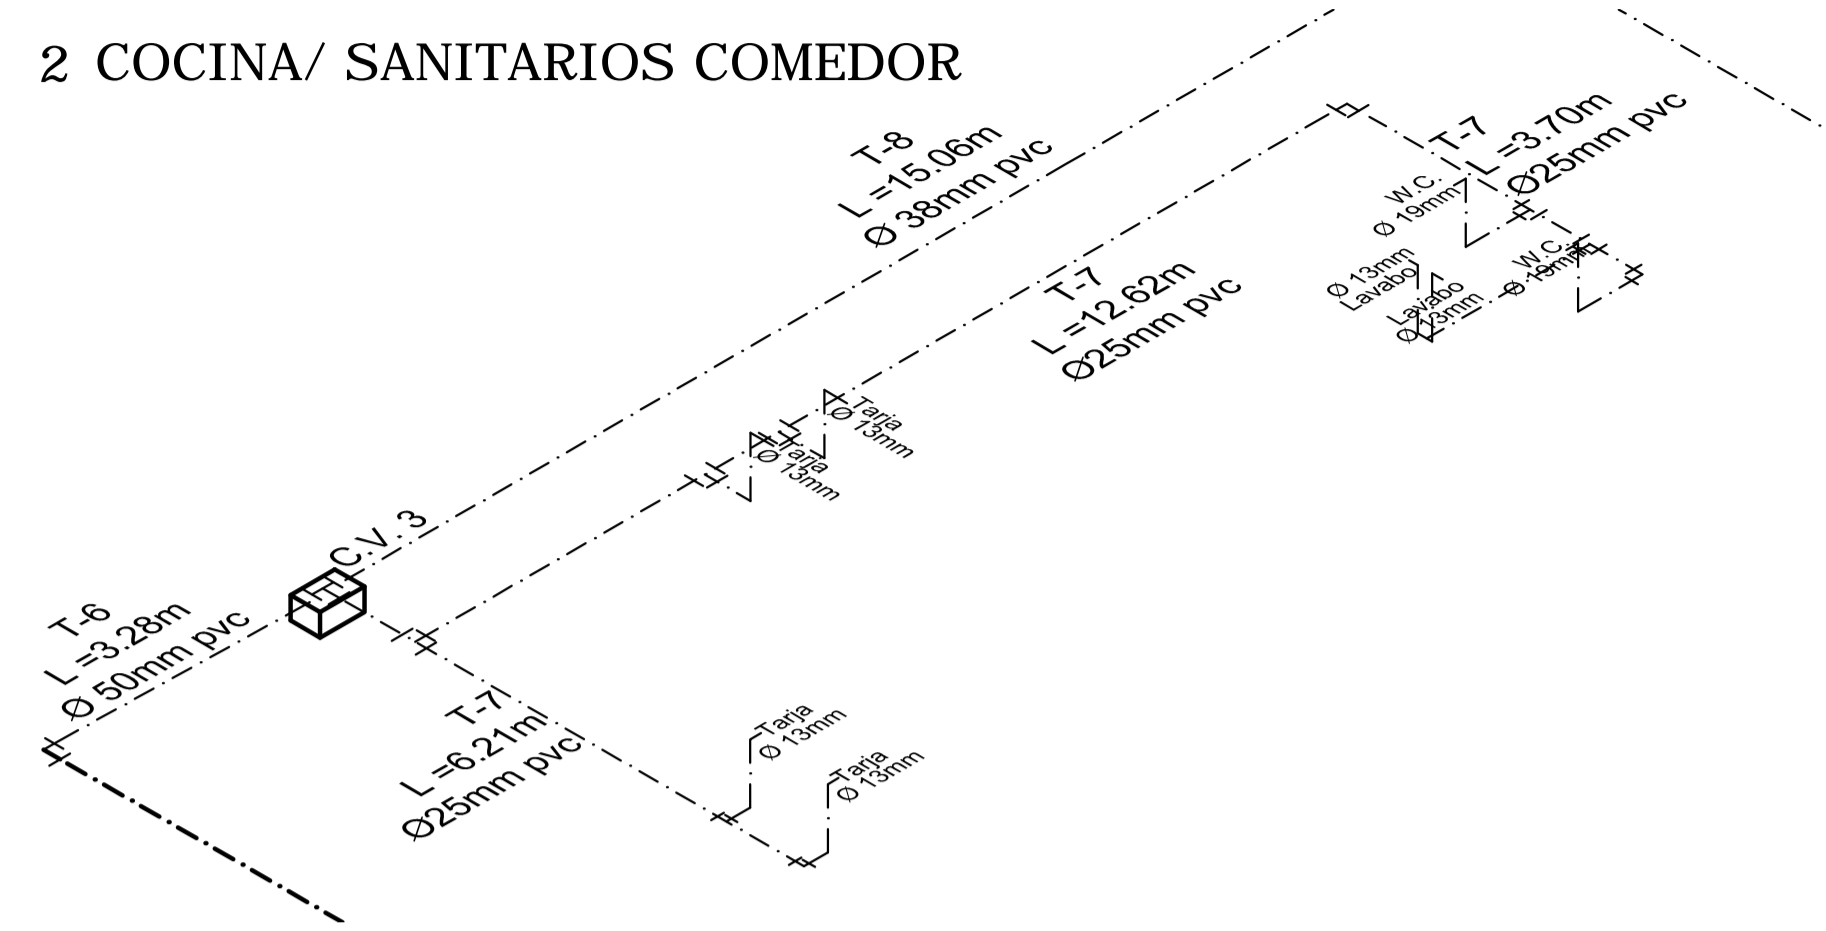 2 COCINA/ SANITARIOS COMEDOR
T-8
L =15.06m
Ø 38mm pvc
T-7
L =3.70m
Ø25mm pvc
W.C.
Ø 19mm
Ø 13mm
Lavabo
W.C.
Ø 19mm
Lavabo
Ø 13mm
T-7
L =12.62m
Ø25mm pvc
Tarja
Ø 13mm
Tarja
Ø 13mm
C.V. 3
T-6
L =3.28m
Ø 50mm pvc
T-7
L =6.21m
Ø25mm pvc
Tarja
Ø 13mm
Tarja
Ø 13mm